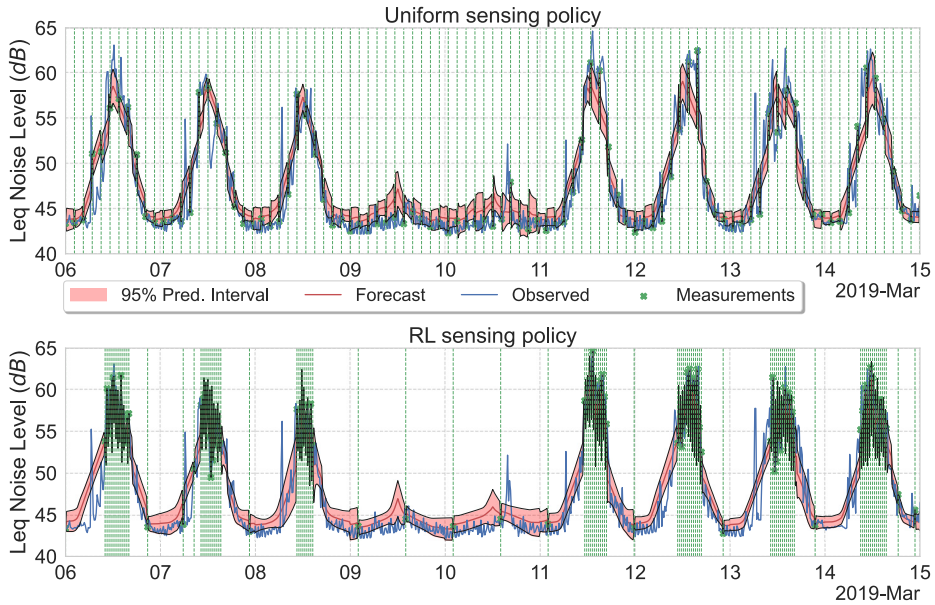 Uniform sensing policy
Leq Noise Level (dB)
65
60
55
50
45
40
06 07 08 09 10 11 12 13 14 15
2019-Mar
95% Pred. Interval Forecast Observed Measurements
RL sensing policy
Leq Noise Level (dB)
65
60
55
50
45
40
06 07 08 09 10 11 12 13 14 15
2019-Mar